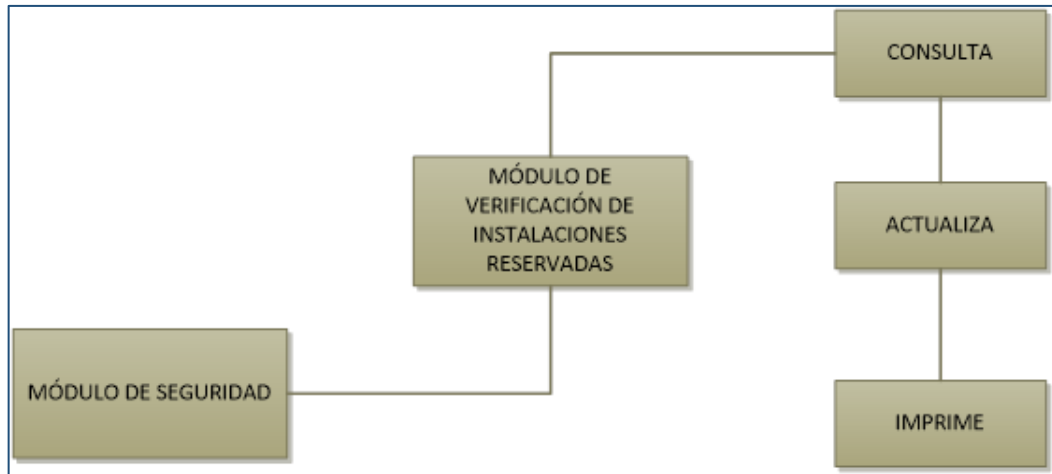 CONSULTA
MÓDULO DE
VERIFICACIÓN DE
INSTALACIONES
RESERVADAS
ACTUALIZA
MÓDULO DE SEGURIDAD
IMPRIME